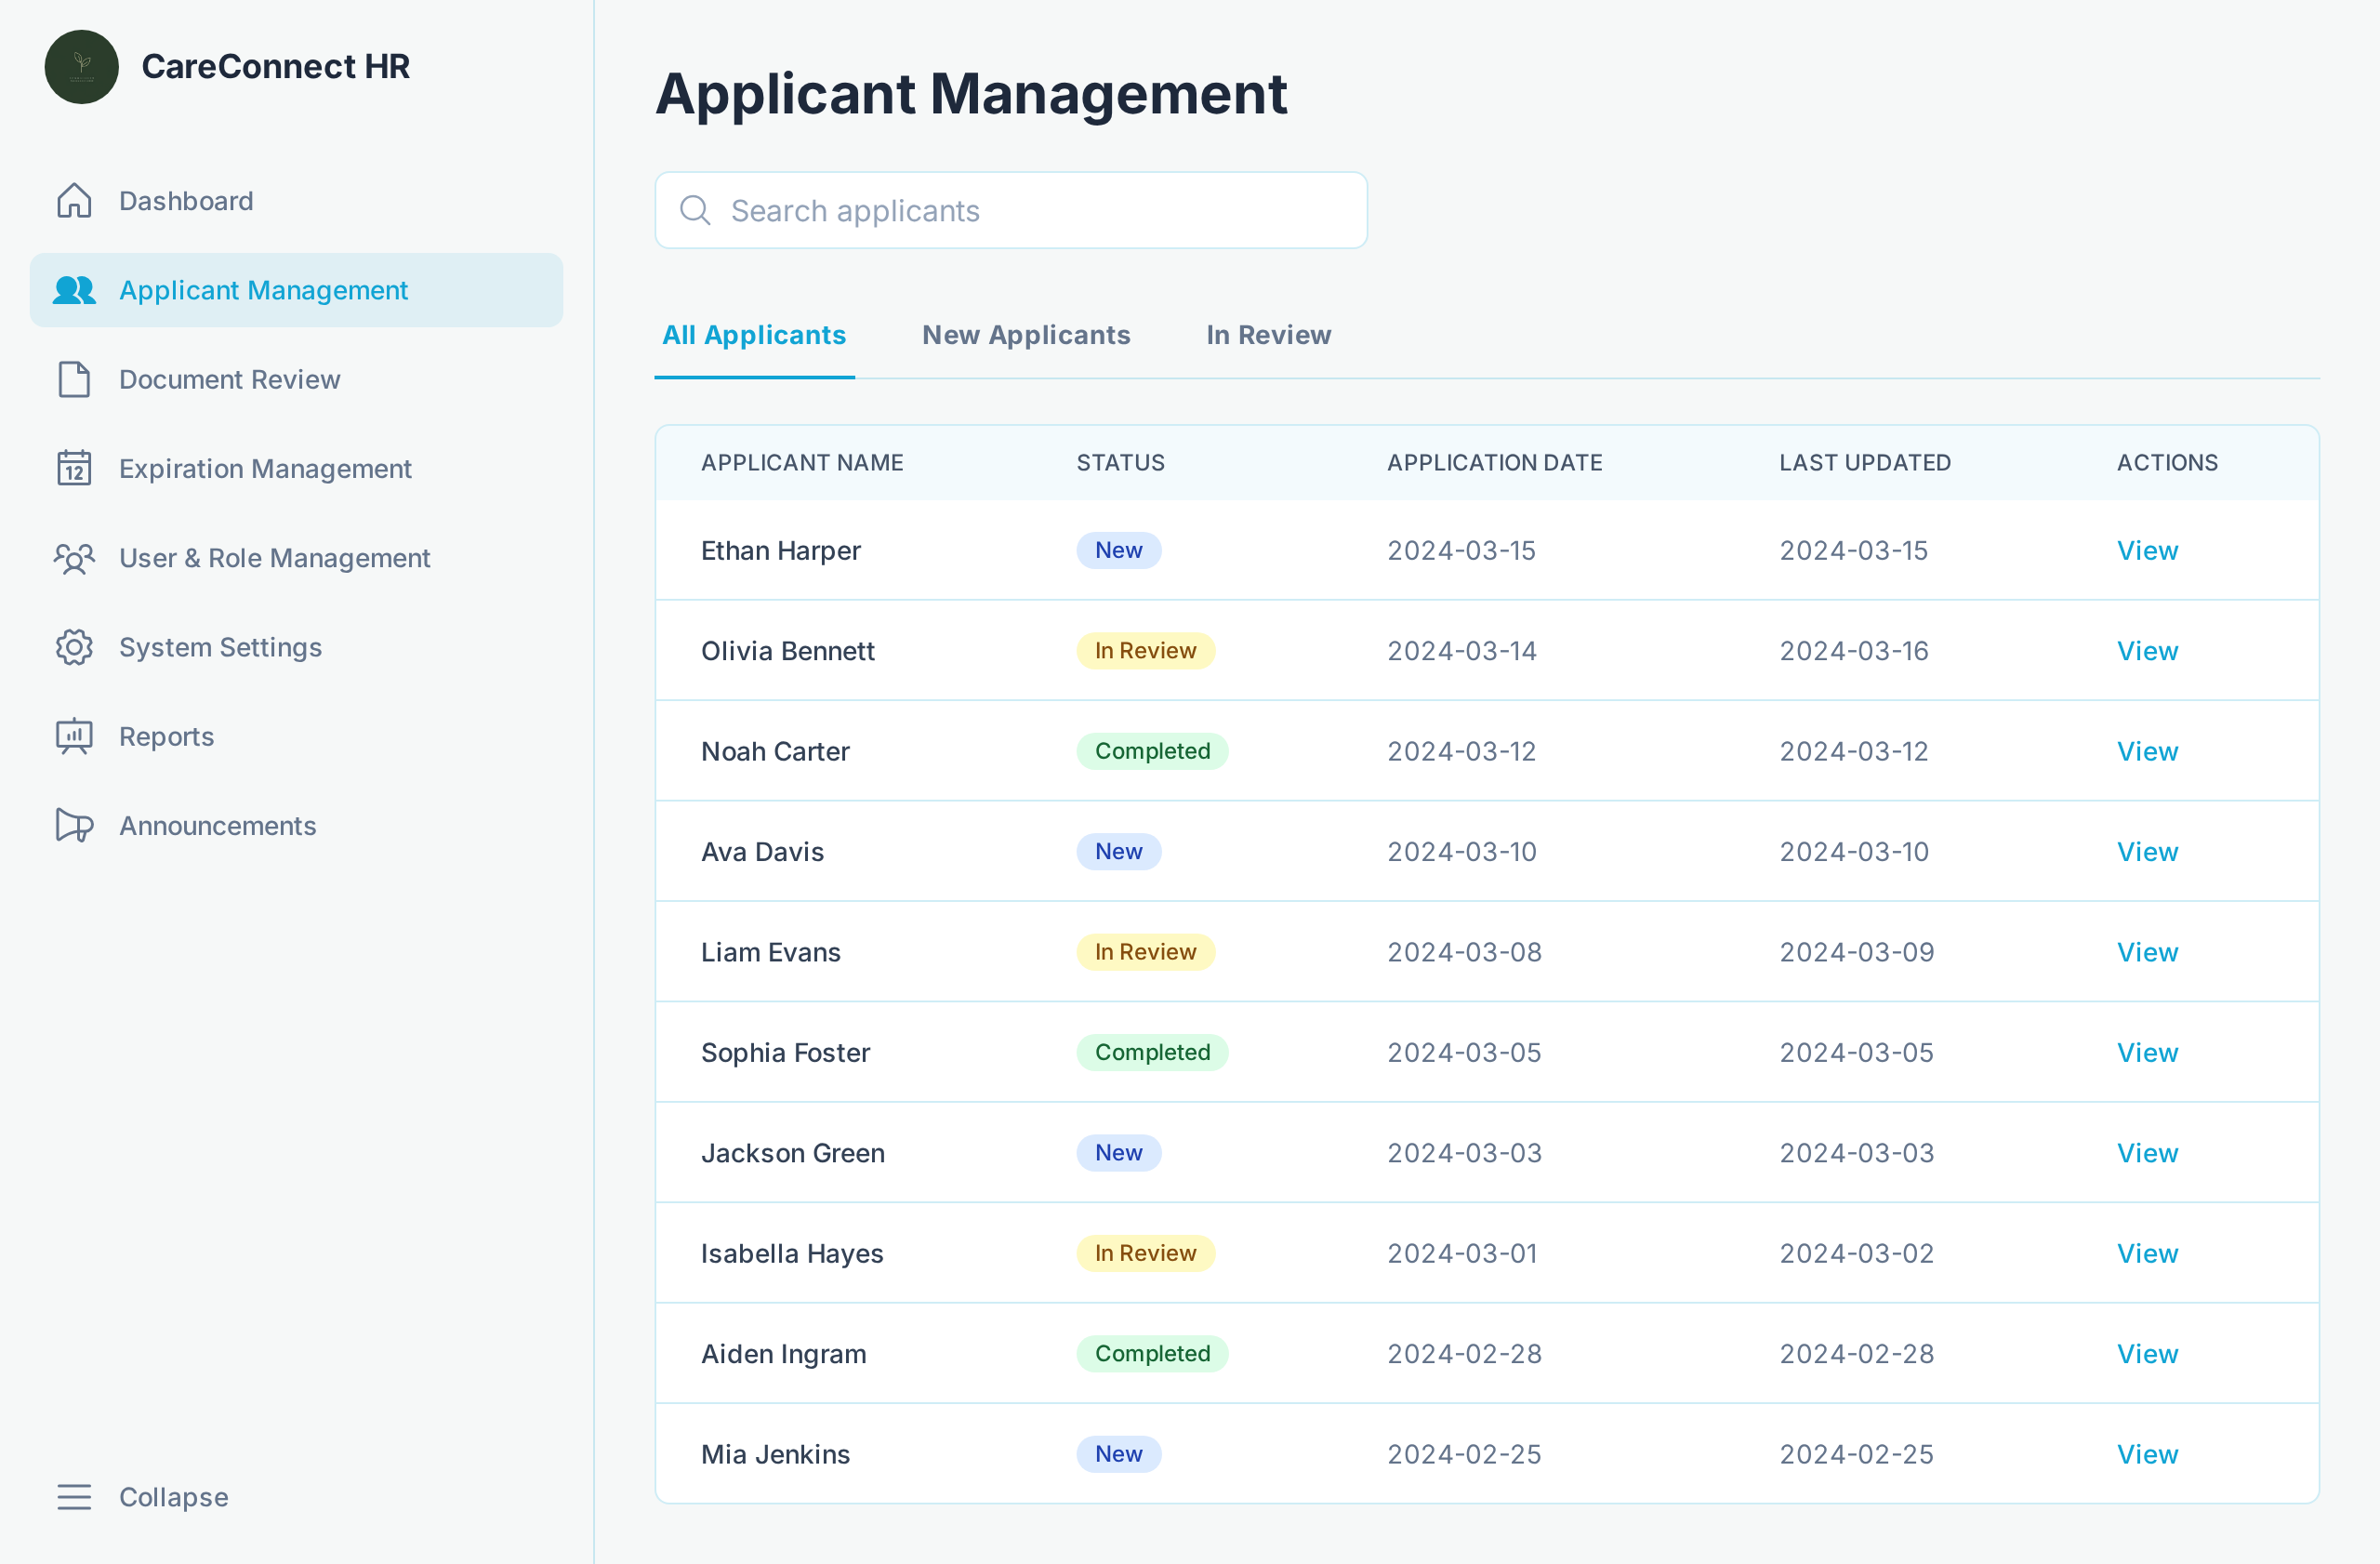 CareConnect HR
Dashboard
Applicant Management
Document Review
12
Expiration Management
User & Role Management
System Settings
Reports
Announcements
Collapse
Applicant Management
Search applicants
All Applicants New Applicants In Review
APPLICANT NAME STATUS APPLICATION DATE LAST UPDATED ACTIONS
Ethan Harper New 2024-03-15 2024-03-15 View
Olivia Bennett In Review 2024-03-14 2024-03-16 View
Noah Carter Completed 2024-03-12 2024-03-12 View
Ava Davis New 2024-03-10 2024-03-10 View
Liam Evans In Review 2024-03-08 2024-03-09 View
Sophia Foster Completed 2024-03-05 2024-03-05 View
Jackson Green New 2024-03-03 2024-03-03 View
Isabella Hayes In Review 2024-03-01 2024-03-02 View
Aiden Ingram Completed 2024-02-28 2024-02-28 View
Mia Jenkins New 2024-02-25 2024-02-25 View